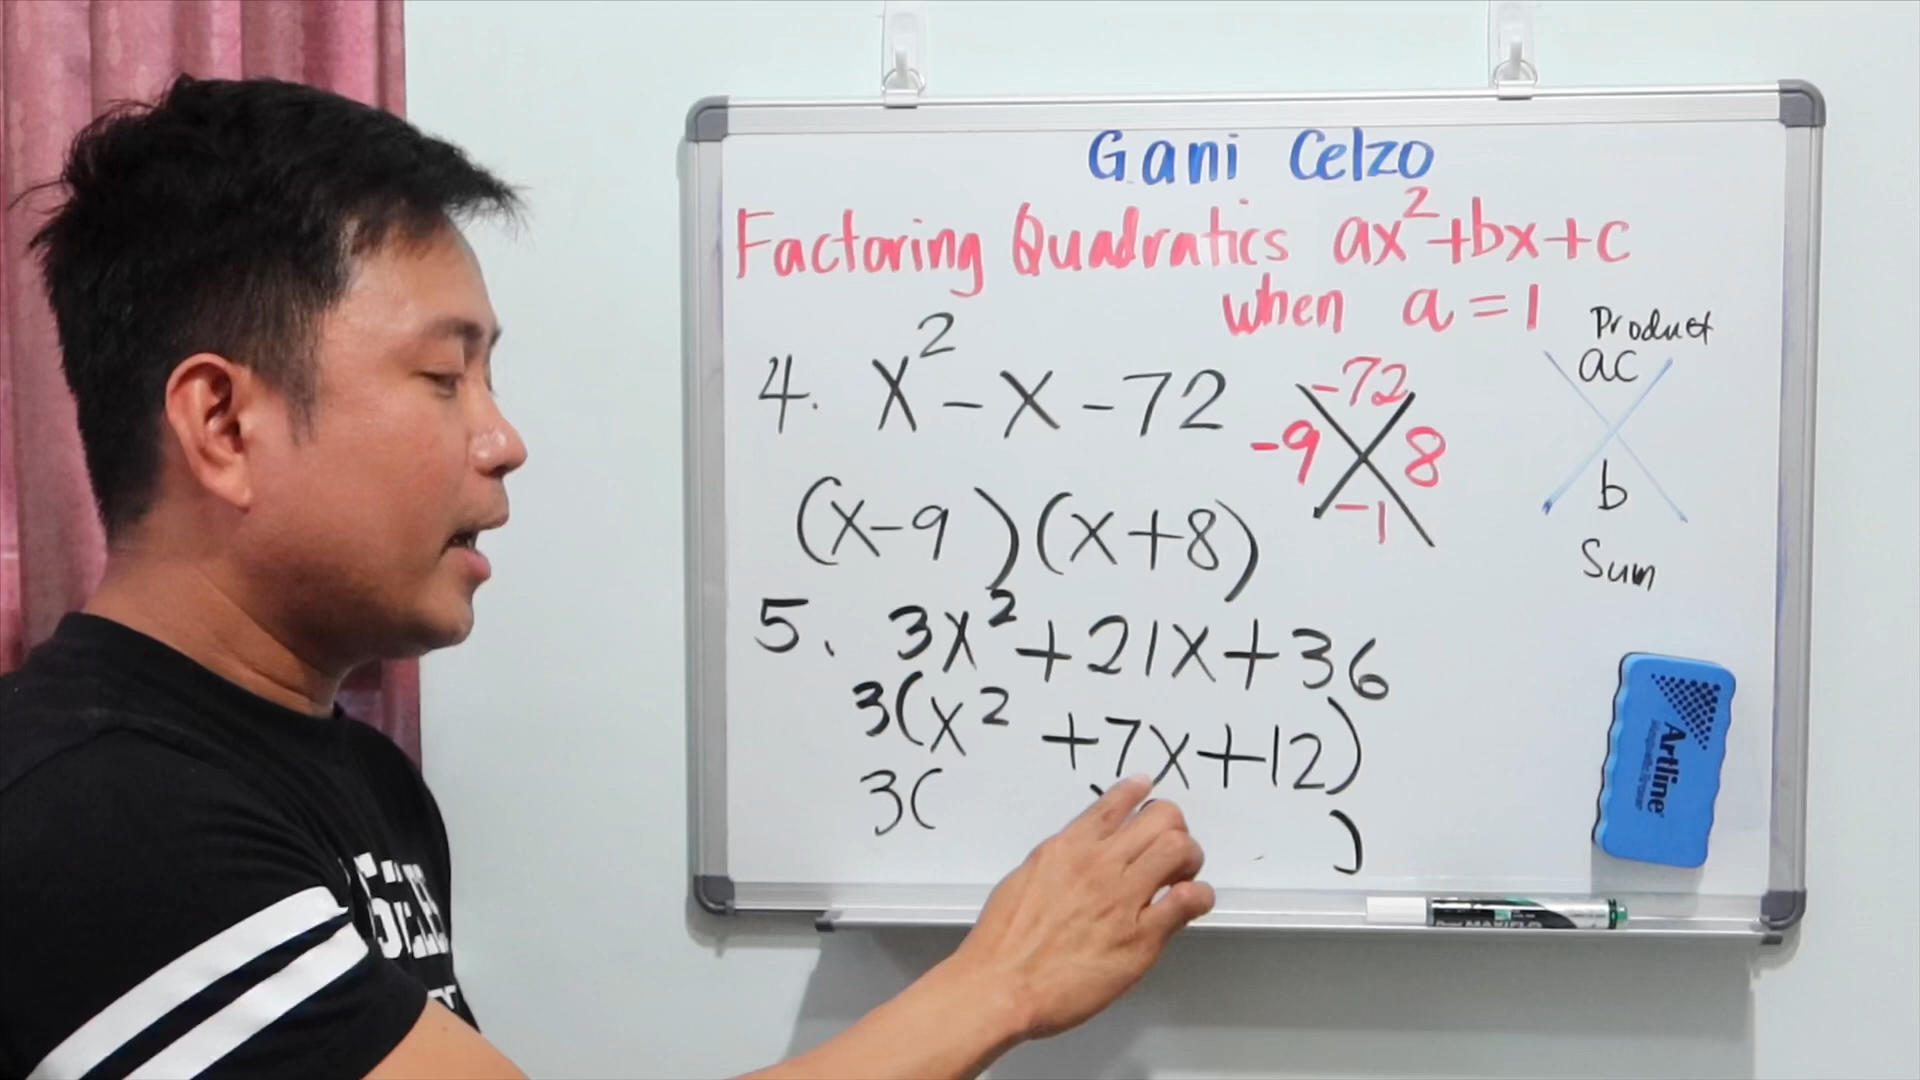 Gani Celzo
Factoring Quadratics ax²+bx+c
when a=1
4. x²-x-72
-72
-9 8
-1
Product
ac
b
Sum
(x-9)(x+8)
5. 3x²+21x+36
3(x²+7x+12)
3( )
Artline